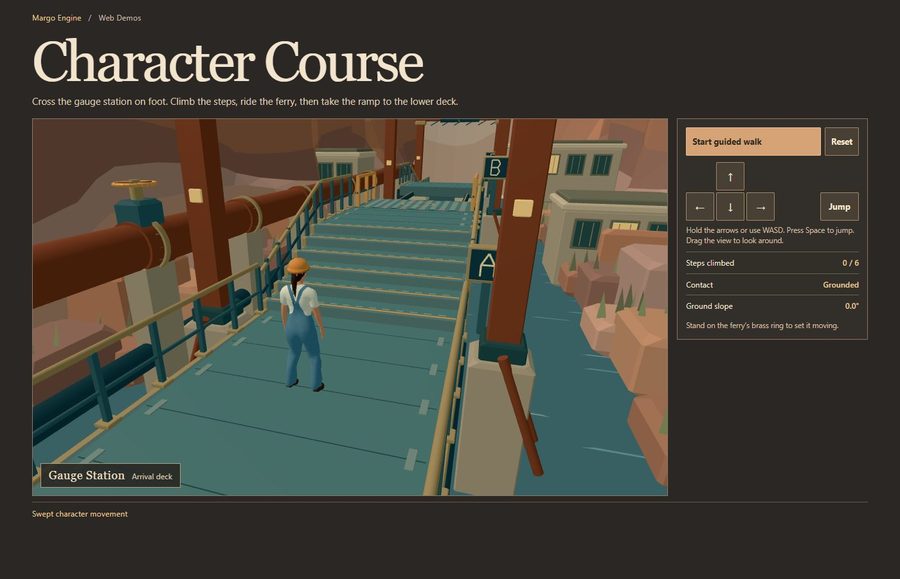 Margo Engine / Web Demos
Character Course
Cross the gauge station on foot. Climb the steps, ride the ferry, then take the ramp to the lower deck.
B
A
Gauge Station Arrival deck
Start guided walk
Reset
↑
← ↓ →
Jump
Hold the arrows or use WASD. Press Space to jump.
Drag the view to look around.
Steps climbed 0 / 6
Contact Grounded
Ground slope 0.0°
Stand on the ferry's brass ring to set it moving.
Swept character movement